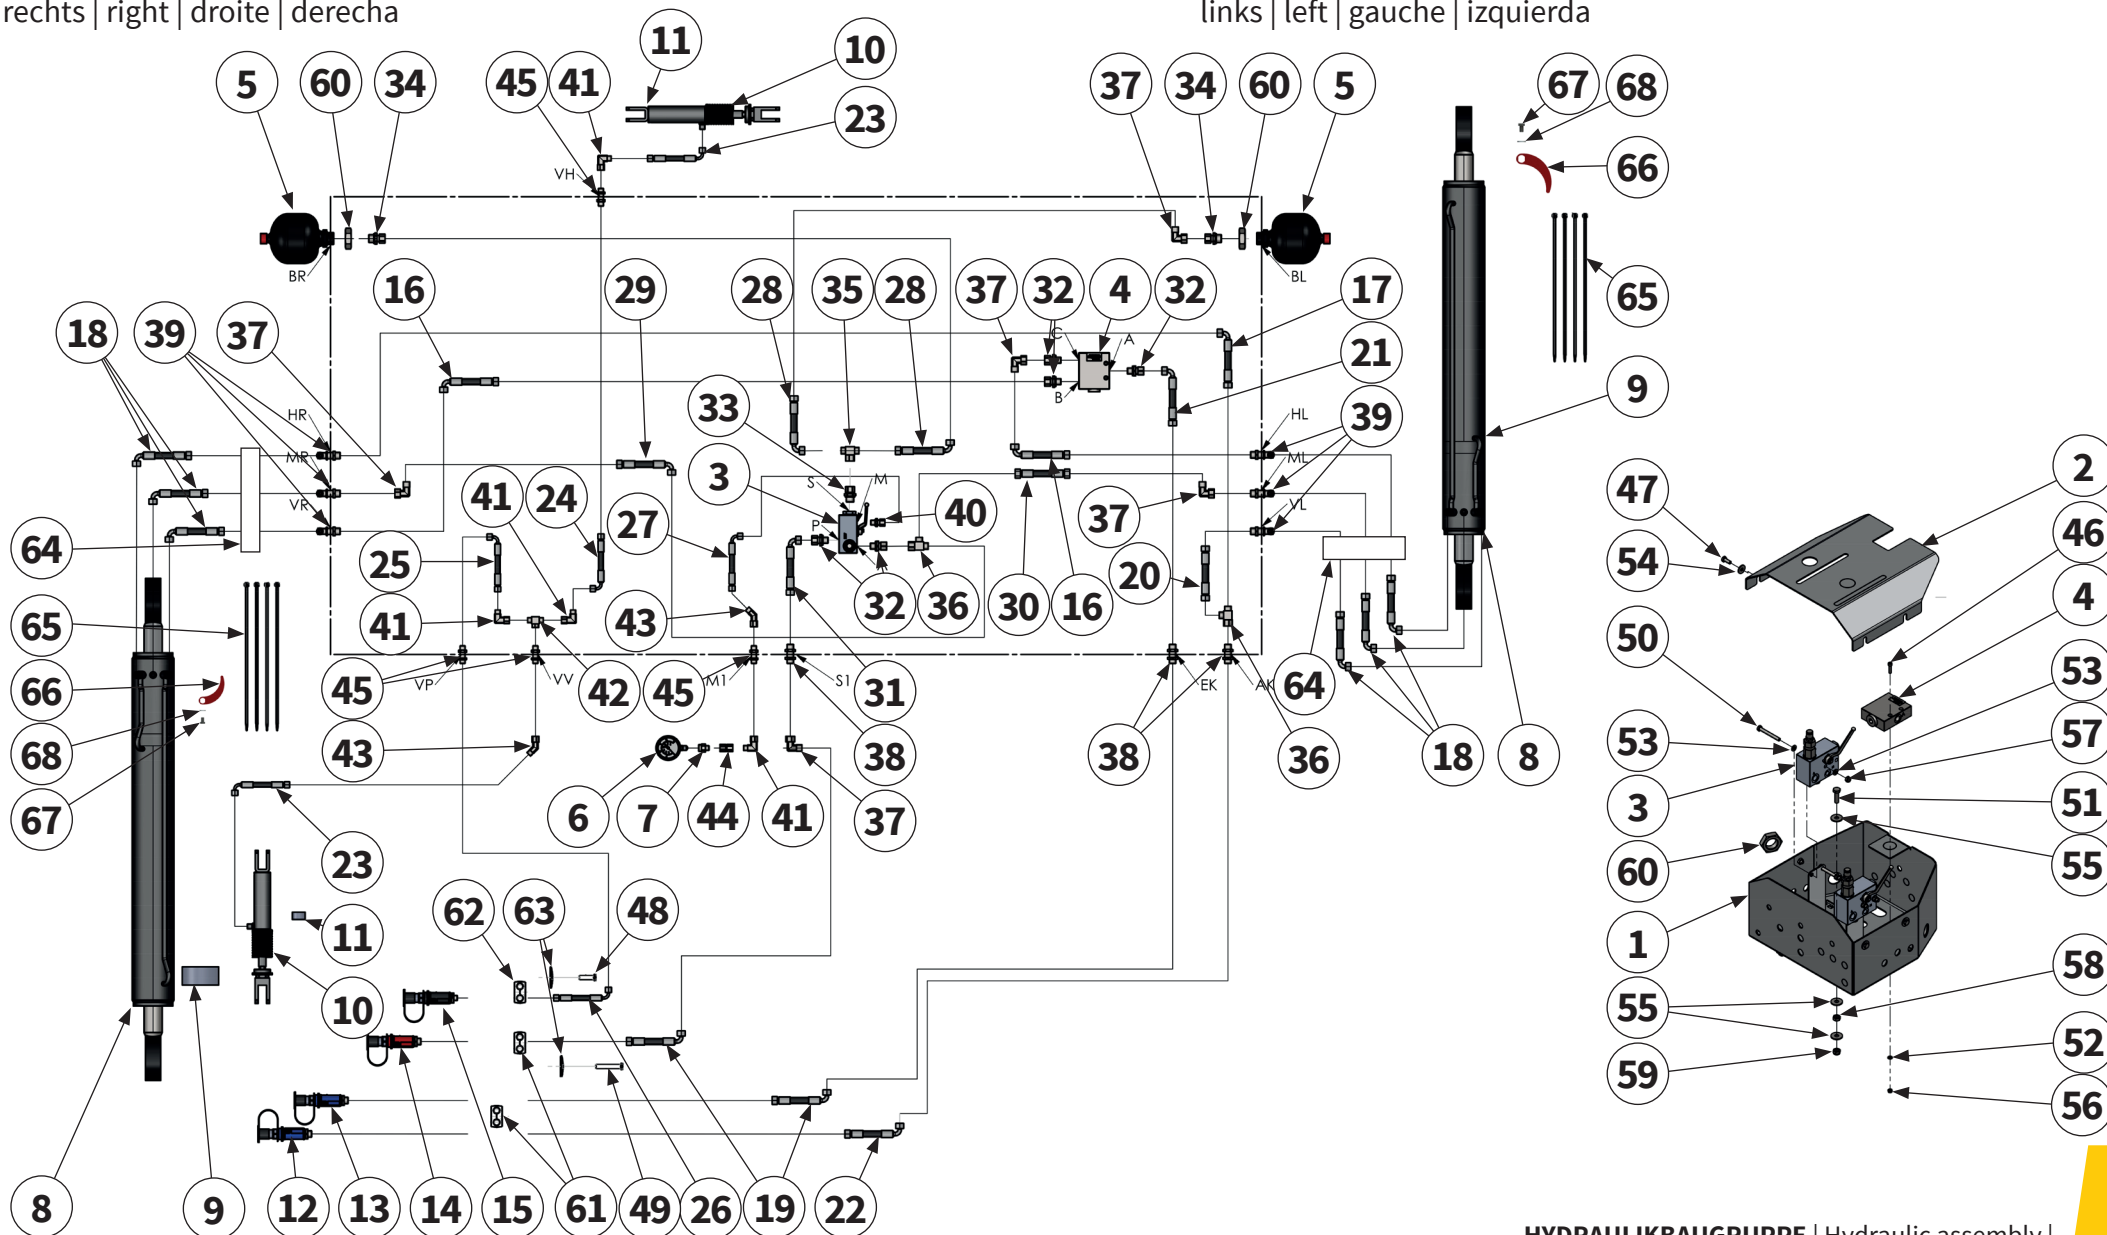 rechts | right | droite | derecha
links | left | gauche | izquierda
11 10
5 60 34 45 41 37 34 60 5 67 68
23
VH 66
BR BL
16 29 28 35 28 37 32 4 32 17 65
18 39 37 C A
21
B 9
33
HR HL 39
MR ML 2
3 S M 47
41 24 40
VR VL 46
P 37
64 27 54
25 20 4
32 36 30 16
65 41 43 50
53
66 VP VV M1 S1 EK AK
45 42 45 31 64
57
68 43 38 38 36 18 8 53
51
67 6 7 44 41 37 3
23 60 55
62 63 48
11 1
10 58
55
52
59
56
8 9 12 13 14 15 61 49 26 19 22
HYDRAULIKBAUGRUPPE | Hydraulic assembly |